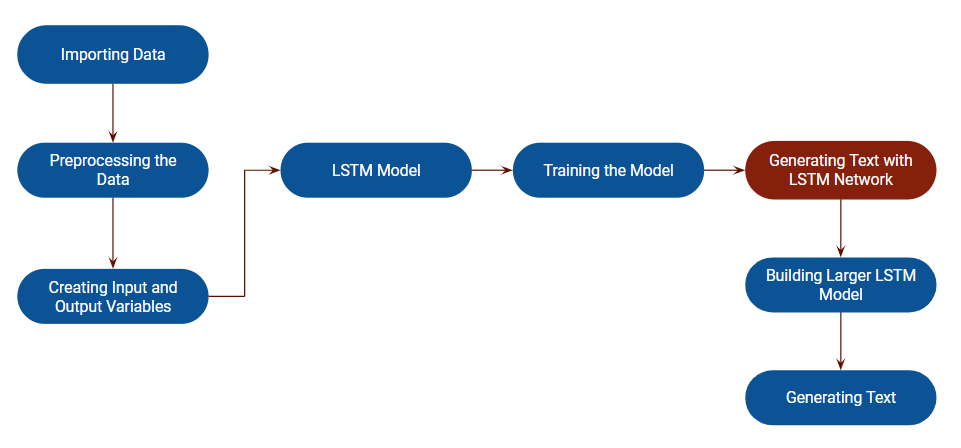 Importing Data
Preprocessing the
Data
Creating Input and
Output Variables
LSTM Model
Training the Model
Generating Text with
LSTM Network
Building Larger LSTM
Model
Generating Text